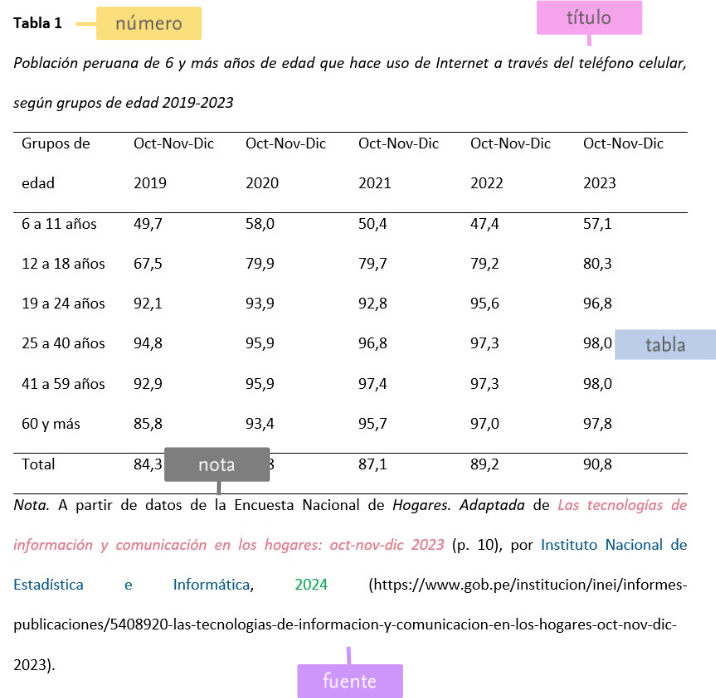 Tabla 1 número título
Población peruana de 6 y más años de edad que hace uso de Internet a través del teléfono celular,
según grupos de edad 2019-2023
Grupos de Oct-Nov-Dic Oct-Nov-Dic Oct-Nov-Dic Oct-Nov-Dic Oct-Nov-Dic
edad 2019 2020 2021 2022 2023
6 a 11 años 49,7 58,0 50,4 47,4 57,1
12 a 18 años 67,5 79,9 79,7 79,2 80,3
19 a 24 años 92,1 93,9 92,8 95,6 96,8
25 a 40 años 94,8 95,9 96,8 97,3 98,0 tabla
41 a 59 años 92,9 95,9 97,4 97,3 98,0
60 y más 85,8 93,4 95,7 97,0 97,8
Total 84,3 nota 87,1 89,2 90,8
Nota. A partir de datos de la Encuesta Nacional de Hogares. Adaptada de Las tecnologías de
información y comunicación en los hogares: oct-nov-dic 2023 (p. 10), por Instituto Nacional de
Estadística e Informática, 2024 (https://www.gob.pe/institucion/inei/informes-
publicaciones/5408920-las-tecnologias-de-informacion-y-comunicacion-en-los-hogares-oct-nov-dic-
2023).
fuente